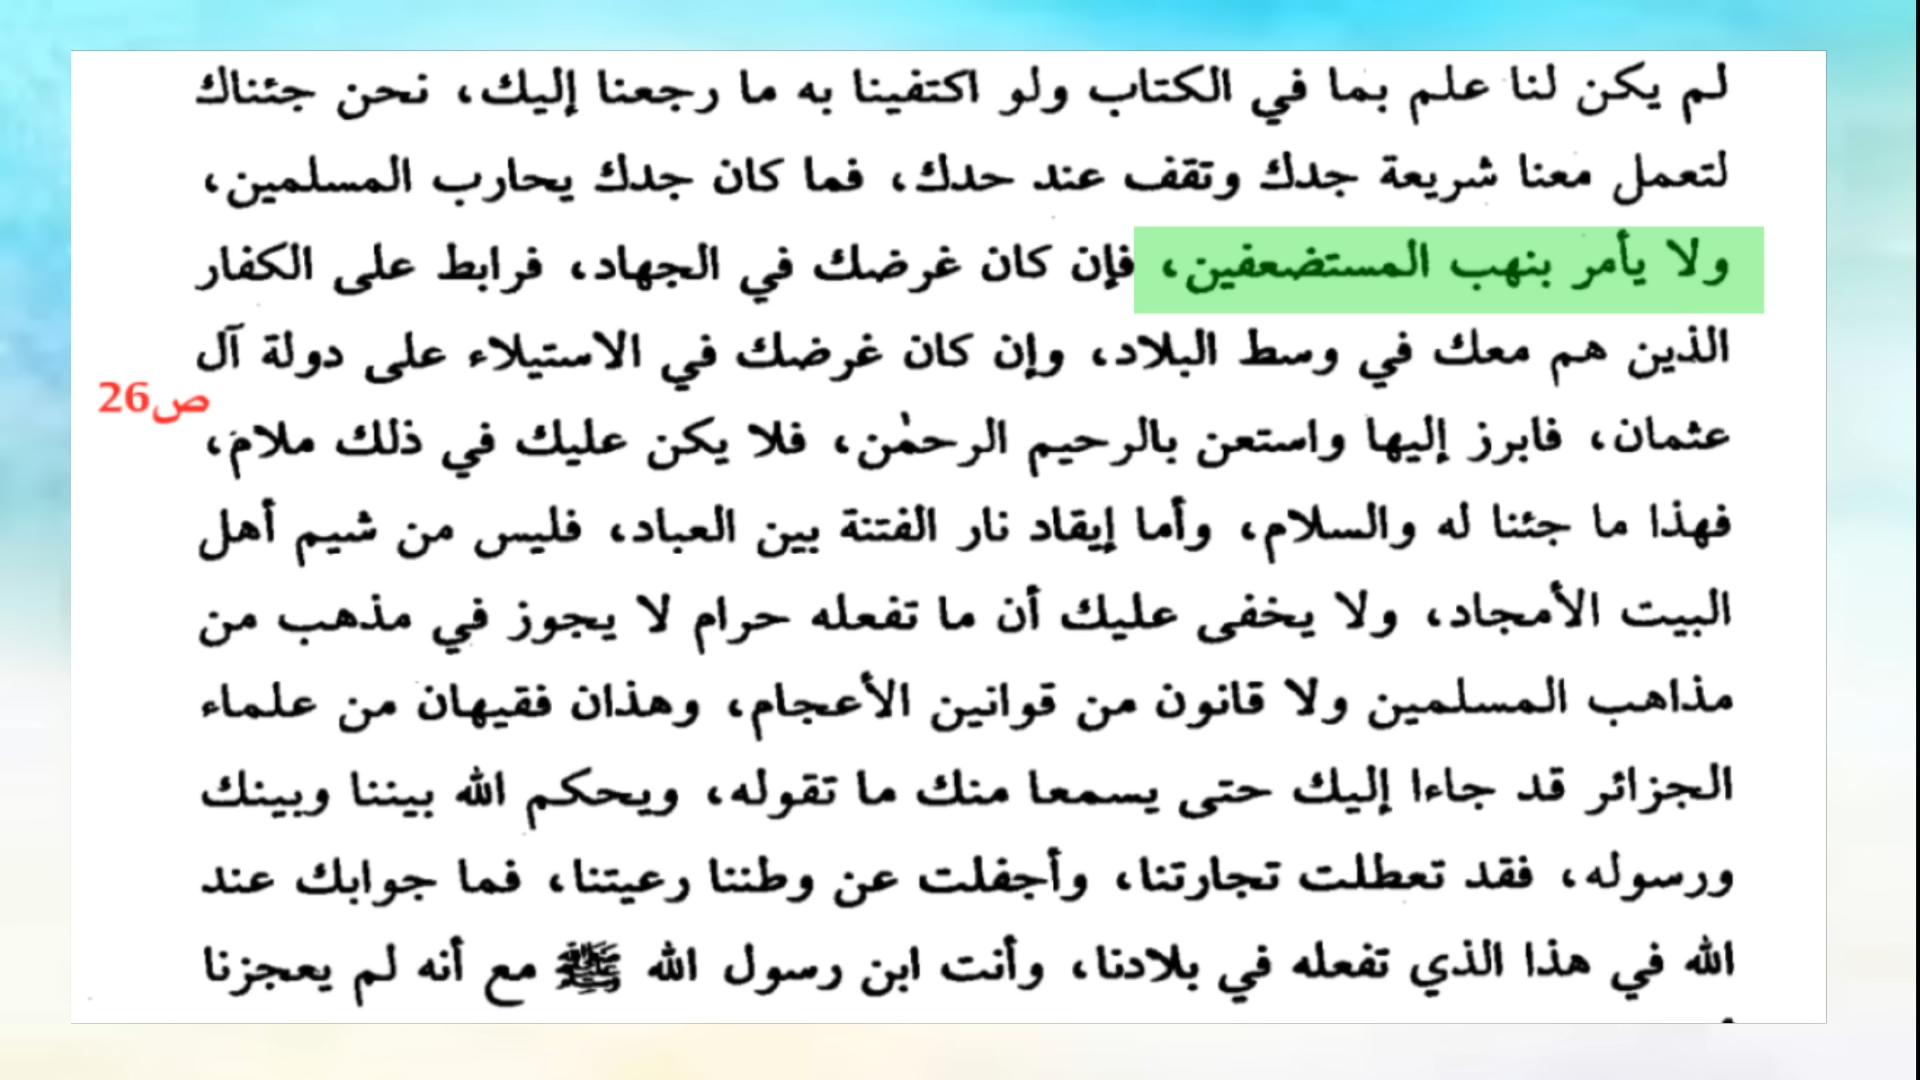 لم يكن لنا علم بما في الكتاب ولو اكتفينا به ما رجعنا إليك، نحن جئناك
لتعمل معنا شريعة جدك وتقف عند حدك، فما كان جدك يحارب المسلمين،
ولا يأمر بنهب المستضعفين، فإن كان غرضك في الجهاد، فرابط على الكفار
الذين هم معك في وسط البلاد، وإن كان غرضك في الاستيلاء على دولة آل
ص26
عثمان، فابرز إليها واستعن بالرحيم الرحمٰن، فلا يكن عليك في ذلك ملام،
فهذا ما جئنا له والسلام، وأما إيقاد نار الفتنة بين العباد، فليس من شيم أهل
البيت الأمجاد، ولا يخفى عليك أن ما تفعله حرام لا يجوز في مذهب من
مذاهب المسلمين ولا قانون من قوانين الأعجام، وهذان فقيهان من علماء
الجزائر قد جاءا إليك حتى يسمعا منك ما تقوله، ويحكم الله بيننا وبينك
ورسوله، فقد تعطلت تجارتنا، وأجفلت عن وطننا رعيتنا، فما جوابك عند
الله في هذا الذي تفعله في بلادنا، وأنت ابن رسول الله ﷺ مع أنه لم يعجزنا